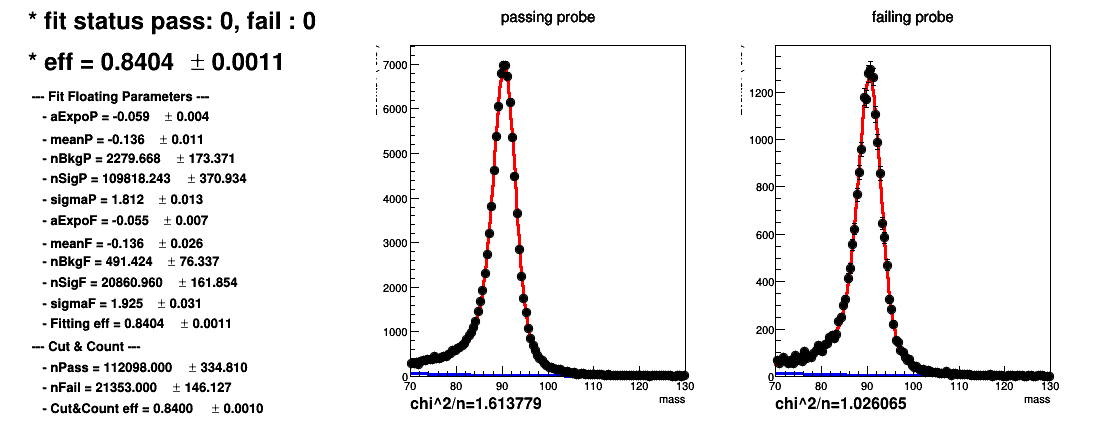 * fit status pass: 0, fail : 0
* eff = 0.8404 ± 0.0011
--- Fit Floating Parameters ---
- aExpoP = -0.059 ± 0.004
- meanP = -0.136 ± 0.011
- nBkgP = 2279.668 ± 173.371
- nSigP = 109818.243 ± 370.934
- sigmaP = 1.812 ± 0.013
- aExpoF = -0.055 ± 0.007
- meanF = -0.136 ± 0.026
- nBkgF = 491.424 ± 76.337
- nSigF = 20860.960 ± 161.854
- sigmaF = 1.925 ± 0.031
- Fitting eff = 0.8404 ± 0.0011
--- Cut & Count ---
- nPass = 112098.000 ± 334.810
- nFail = 21353.000 ± 146.127
- Cut&Count eff = 0.8400 ± 0.0010
passing probe
7000
6000
5000
4000
3000
2000
1000
0
70 80 90 100 110 120 130
mass
chi^2/n=1.613779
failing probe
1200
1000
800
600
400
200
0
70 80 90 100 110 120 130
mass
chi^2/n=1.026065